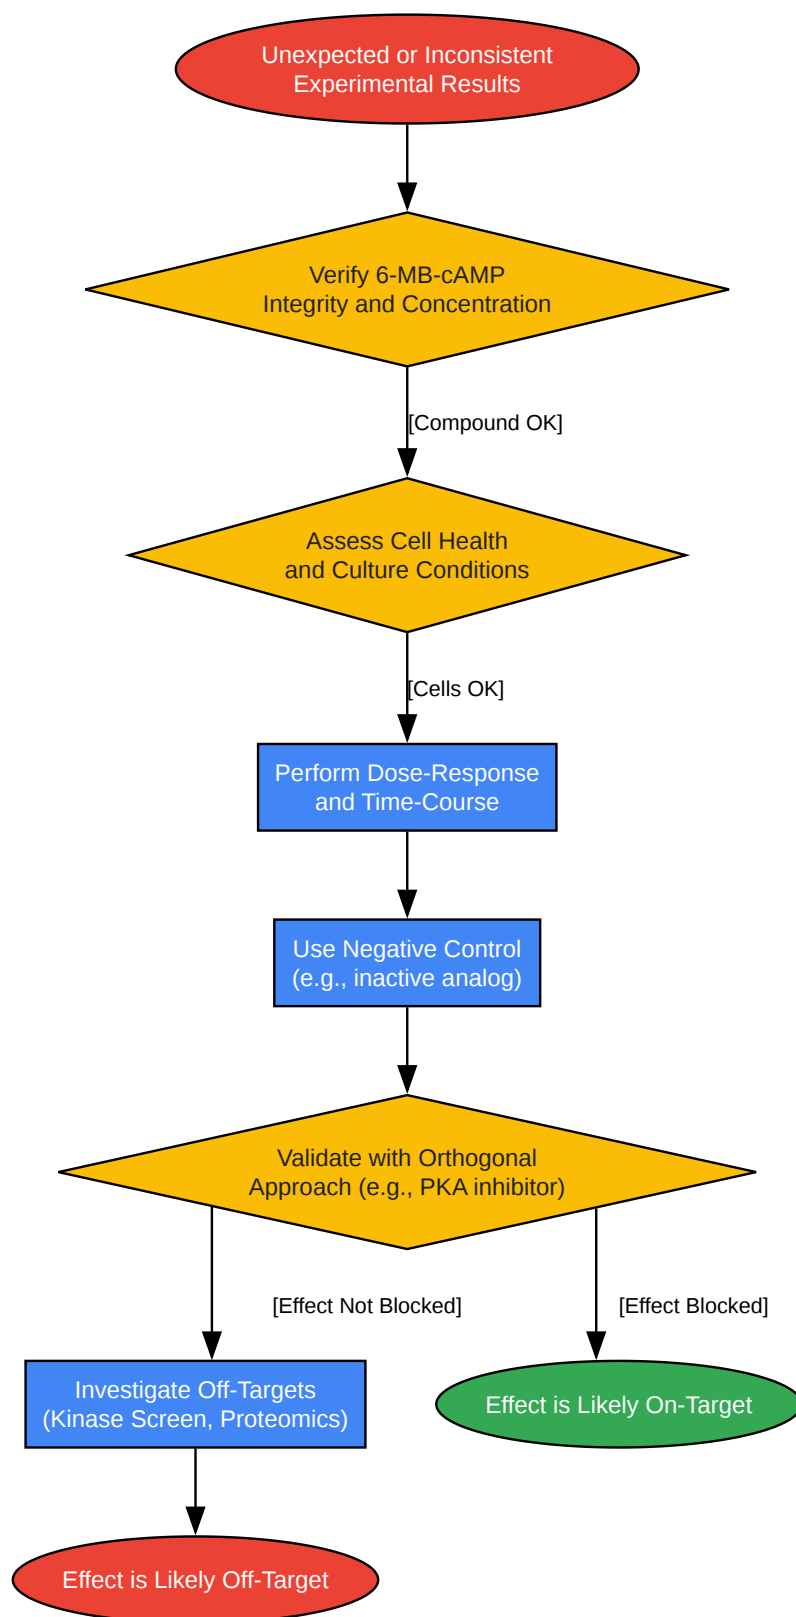 Unexpected or Inconsistent
Experimental Results
Verify 6-MB-cAMP
Integrity and Concentration
[Compound OK]
Assess Cell Health
and Culture Conditions
[Cells OK]
Perform Dose-Response
and Time-Course
Use Negative Control
(e.g., inactive analog)
Validate with Orthogonal
Approach (e.g., PKA inhibitor)
[Effect Not Blocked]
[Effect Blocked]
Investigate Off-Targets
(Kinase Screen, Proteomics)
Effect is Likely On-Target
Effect is Likely Off-Target